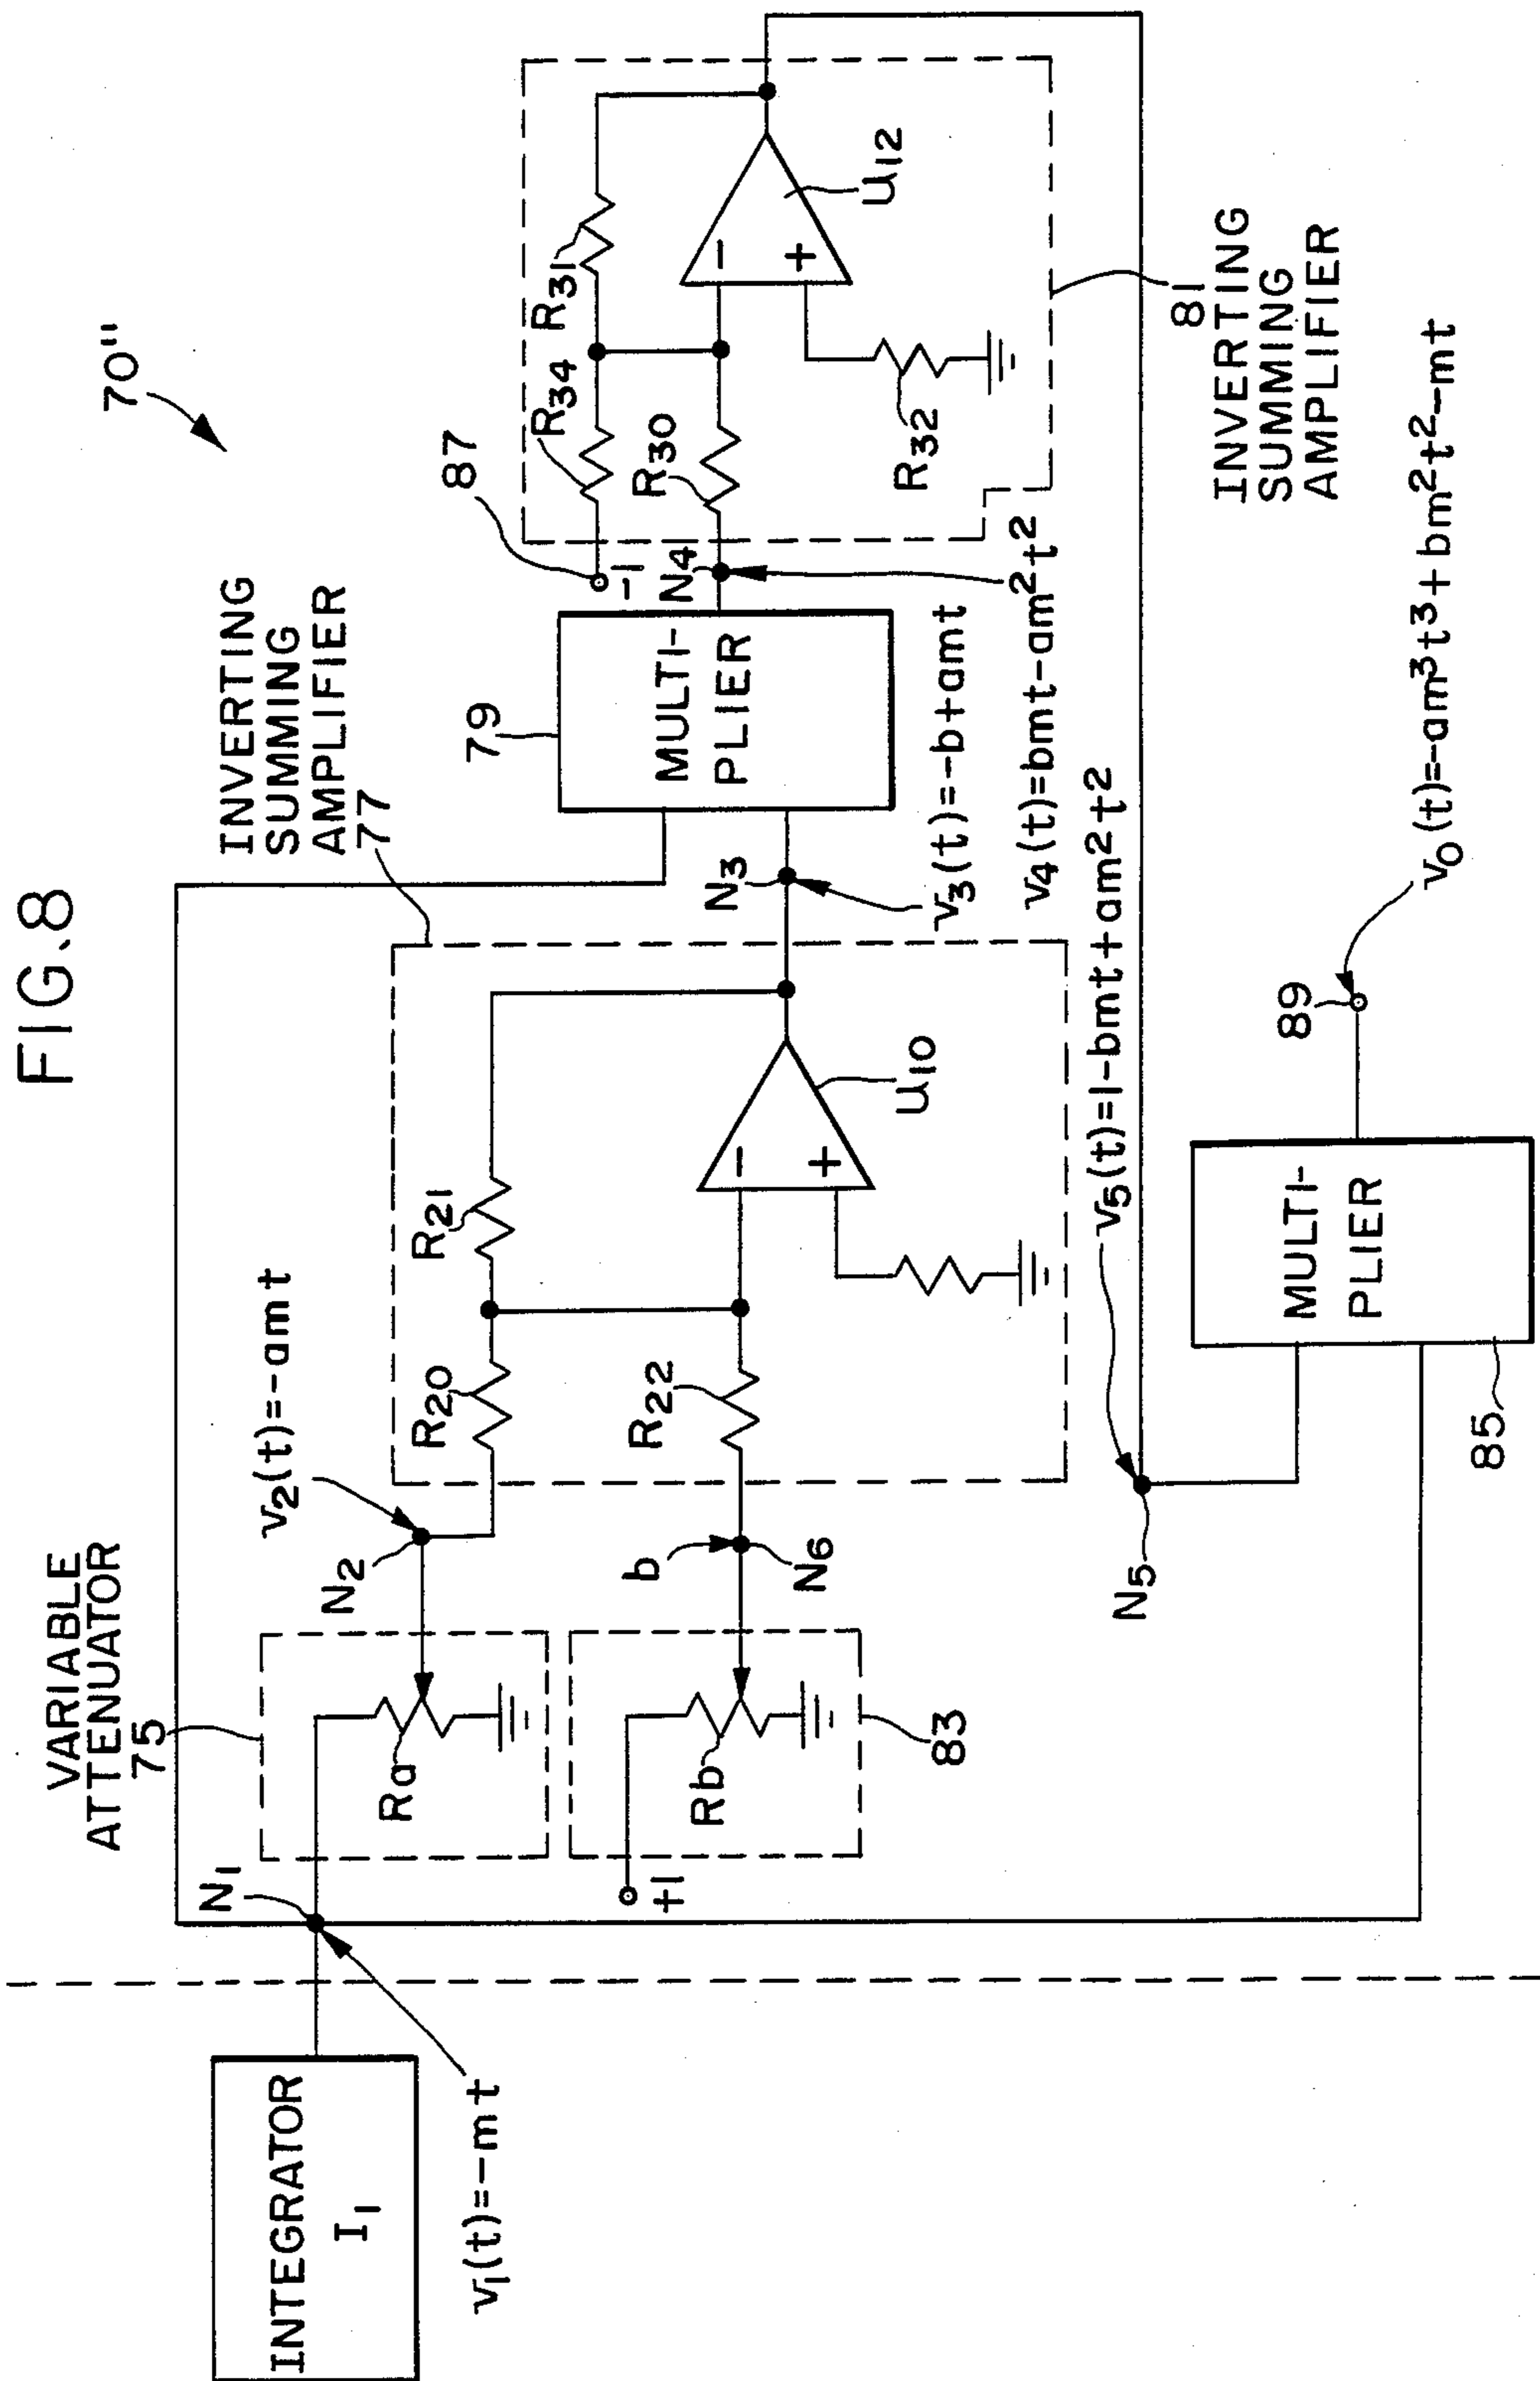 FIG.8
70"
INTEGRATOR
I1
v1(t)=-mt
N1
VARIABLE
ATTENUATOR
75
Ra
N2
v2(t)=-amt
+1
Rb
83
b
N6
INVERTING
SUMMING
AMPLIFIER
77
R20
R21
R22
-
+
U10
N3
v3(t)=-b+amt
79
MULTI-
PLIER
N4
v4(t)=bmt-am²t²
87
-1
R34
R31
R30
R32
-
+
U12
81
INVERTING
SUMMING
AMPLIFIER
v5(t)=1-bmt+am²t²
N5
MULTI-
PLIER
85
89
v0(t)=-am³t³+bm²t²-mt